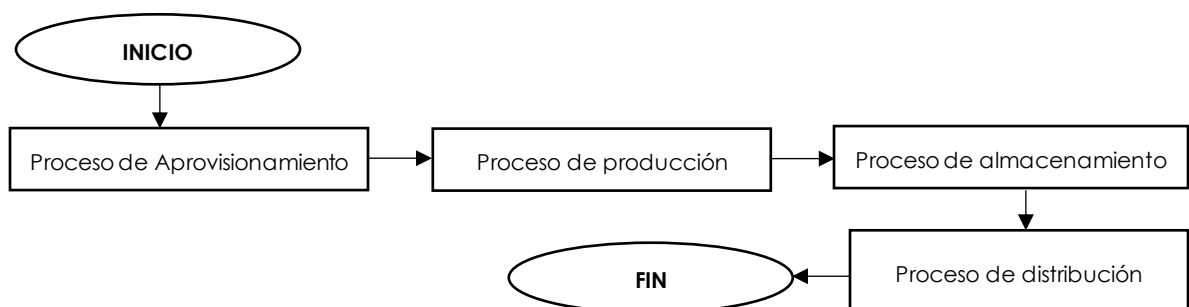 INICIO
Proceso de Aprovisionamiento
Proceso de producción
Proceso de almacenamiento
Proceso de distribución
FIN